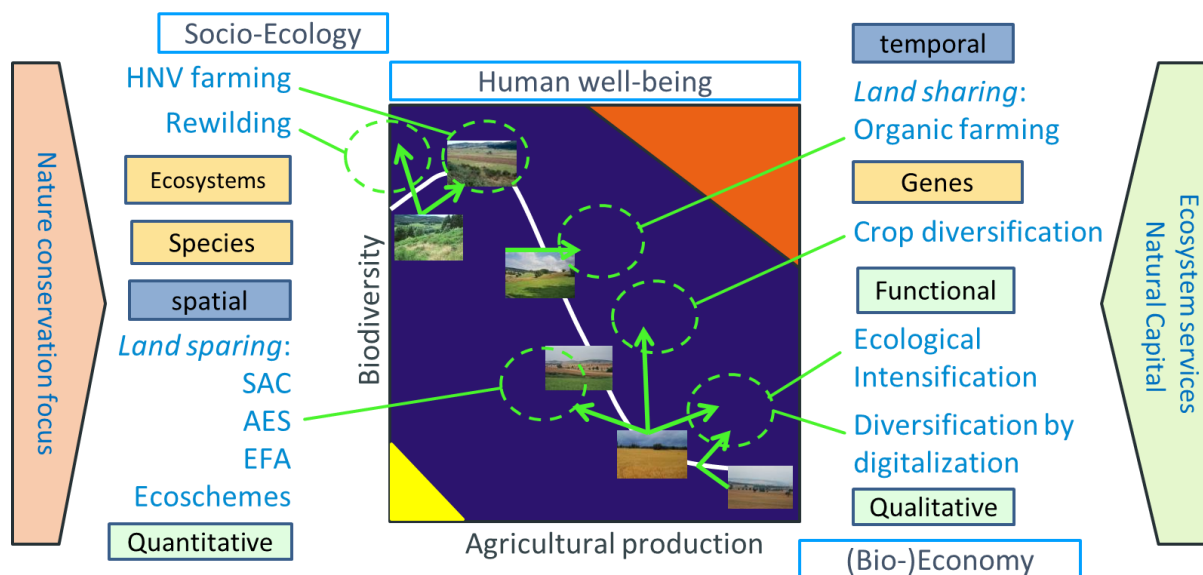 Socio-Ecology
HNV farming
Rewilding
Ecosystems
Species
spatial
Land sparing:
SAC
AES
EFA
Ecoschemes
Quantitative
Nature conservation focus
Human well-being
Biodiversity
Agricultural production
temporal
Land sharing:
Organic farming
Genes
Crop diversification
Functional
Ecological
Intensification
Diversification by
digitalization
Qualitative
(Bio-)Economy
Ecosystem services
Natural Capital